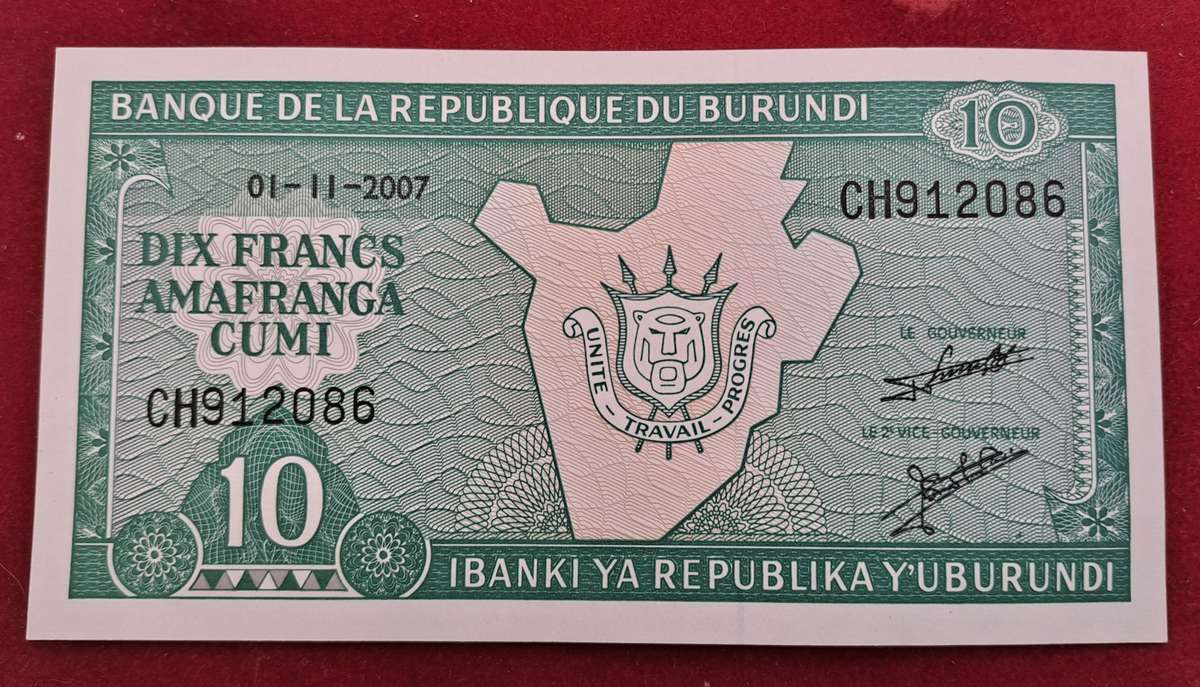 BANQUE DE LA REPUBLIQUE DU BURUNDI
10
01-11-2007
CH912086
DIX FRANCS
AMAFRANGA
CUMI
UNITE - TRAVAIL - PROGRES
LE GOUVERNEUR
CH912086
LE 2e VICE-GOUVERNEUR
10
IBANKI YA REPUBLIKA Y'UBURUNDI